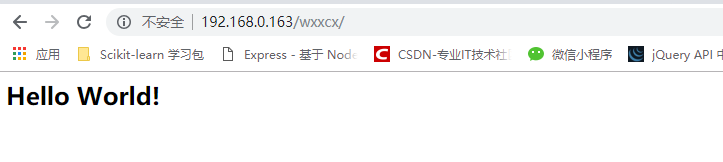 不安全 192.168.0.163/wxxcx/
应用 Scikit-learn 学习包 Express - 基于 Node CSDN-专业IT技术社 微信小程序 jQuery API
Hello World!